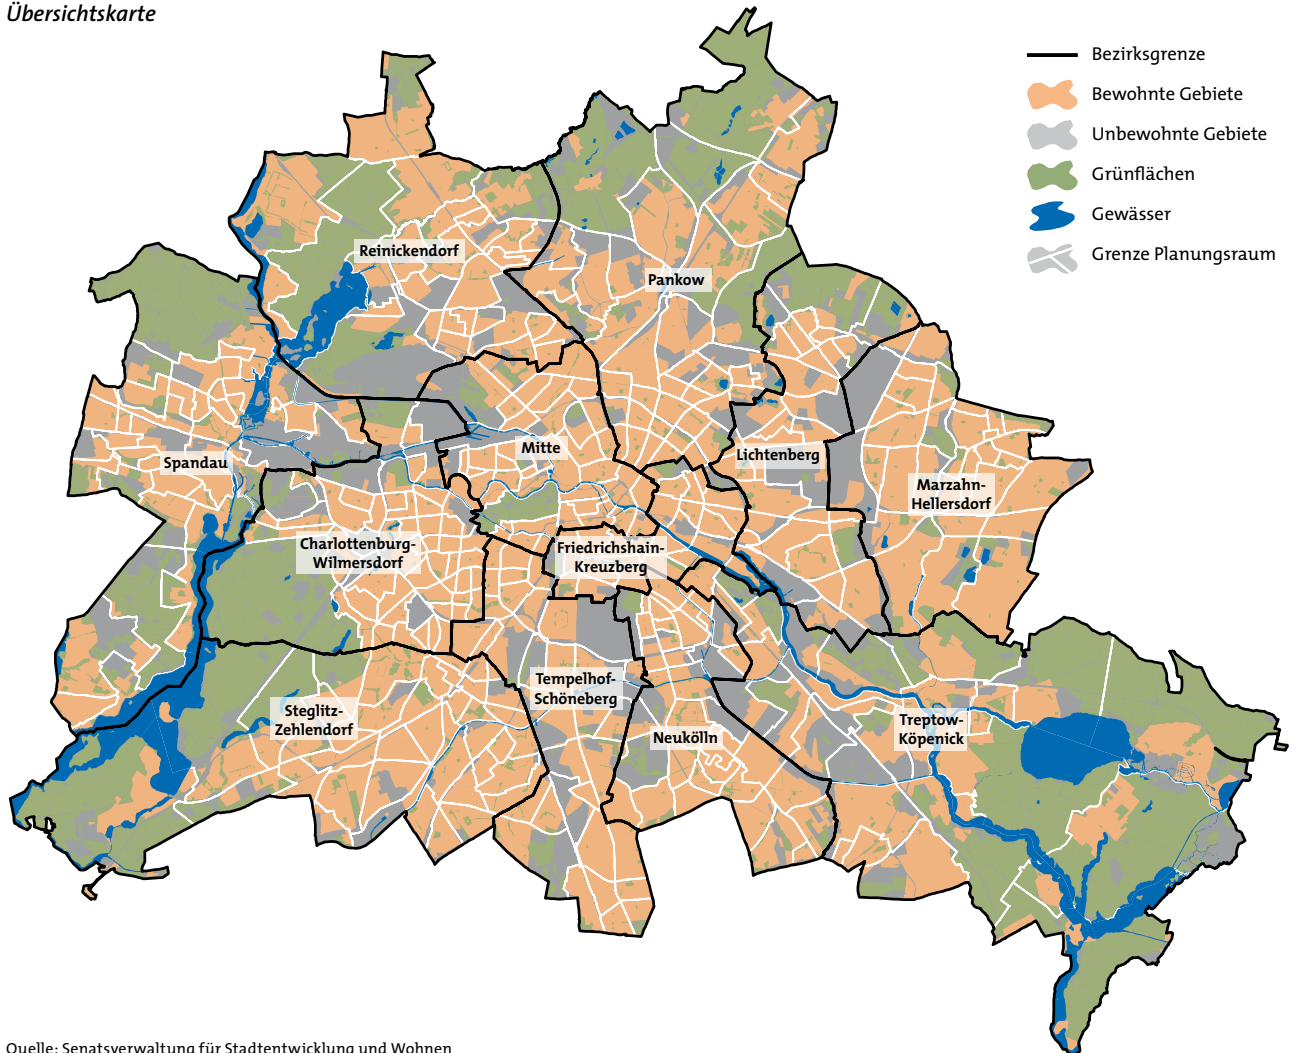 Übersichtskarte
Bezirksgrenze
Bewohnte Gebiete
Unbewohnte Gebiete
Grünflächen
Gewässer
Grenze Planungsraum
Reinickendorf
Pankow
Mitte
Lichtenberg
Spandau
Marzahn-
Hellersdorf
Charlottenburg-
Wilmersdorf
Friedrichshain-
Kreuzberg
Tempelhof-
Schöneberg
Steglitz-
Zehlendorf
Neukölln
Treptow-
Köpenick
Quelle: Senatsverwaltung für Stadtentwicklung und Wohnen